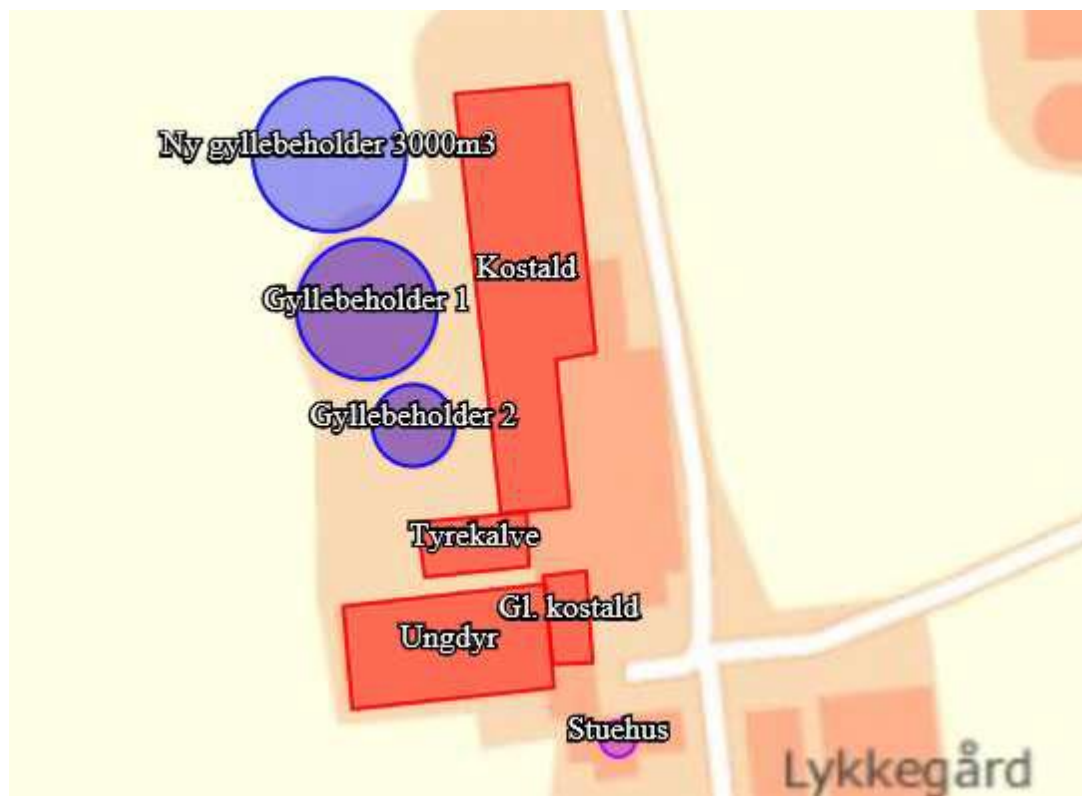 Ny gyllebeholder 3000m3
Kostald
Gyllebeholder 1
Gyllebeholder 2
Tyrekalve
Gl. kostald
Ungdyr
Stuehus
Lykkegård